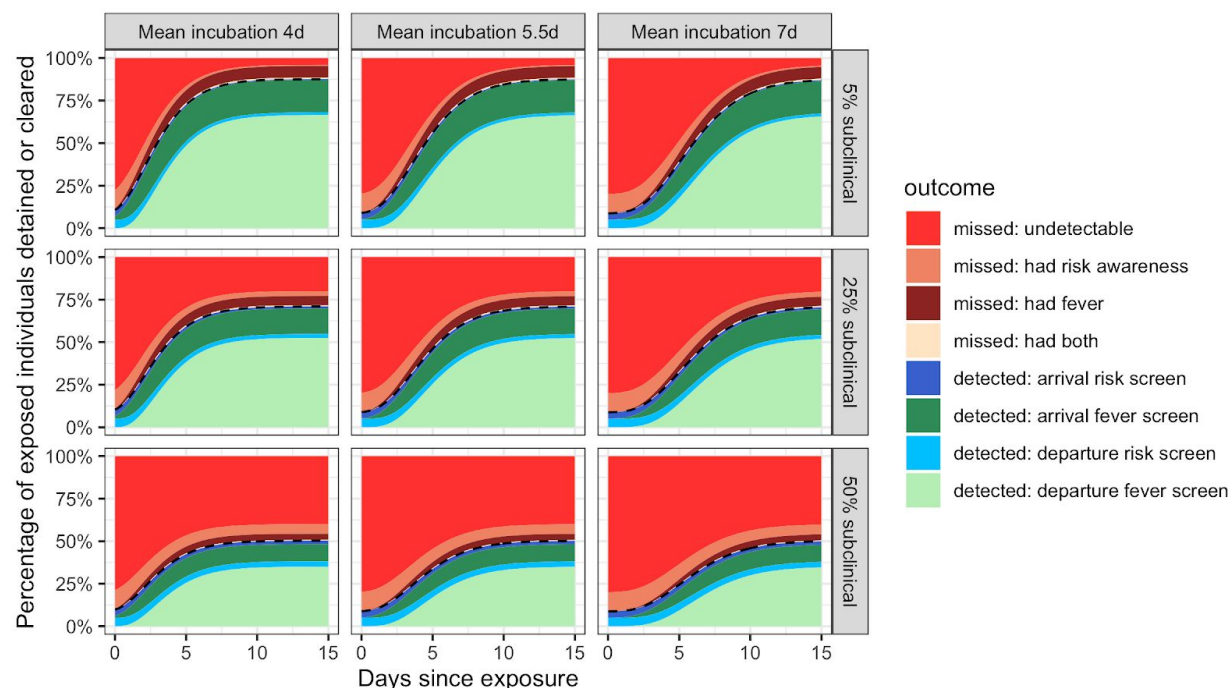 Mean incubation 4d
Mean incubation 5.5d
Mean incubation 7d
Percentage of exposed individuals detained or cleared
100%
75%
50%
25%
0%
5% subclinical
100%
75%
50%
25%
0%
25% subclinical
100%
75%
50%
25%
0%
50% subclinical
0 5 10 15
0 5 10 15
0 5 10 15
Days since exposure
outcome
missed: undetectable
missed: had risk awareness
missed: had fever
missed: had both
detected: arrival risk screen
detected: arrival fever screen
detected: departure risk screen
detected: departure fever screen